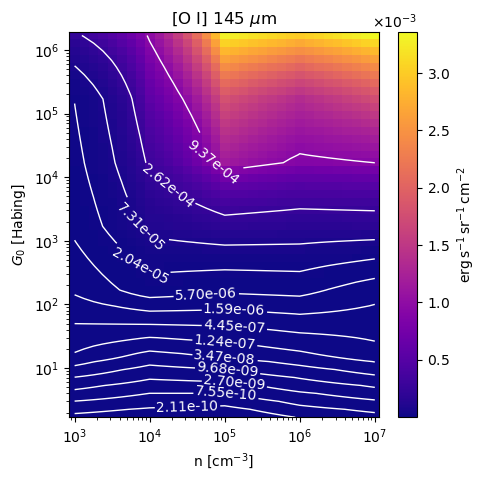 [O I] 145 μm
×10⁻³
10⁶
10⁵
10⁴
10³
10²
10¹
G₀ [Habing]
9.37e-04
2.62e-04
7.31e-05
2.04e-05
5.70e-06
1.59e-06
4.45e-07
1.24e-07
3.47e-08
9.68e-09
2.70e-09
7.55e-10
2.11e-10
10³ 10⁴ 10⁵ 10⁶ 10⁷
n [cm⁻³]
3.0
2.5
2.0
1.5
1.0
0.5
erg s⁻¹ sr⁻¹ cm⁻²